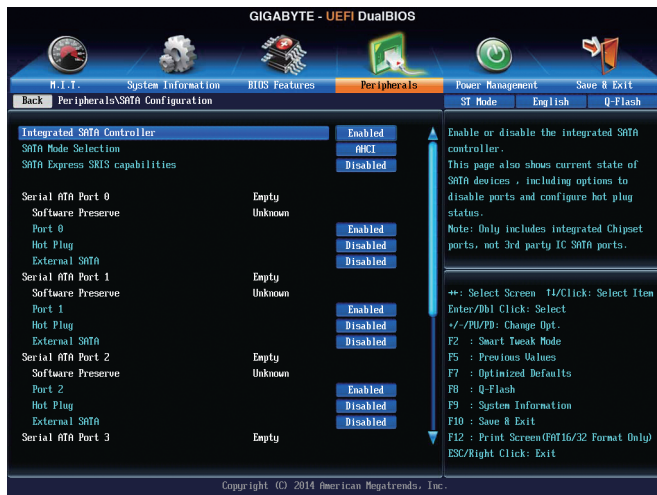 GIGABYTE - UEFI DualBIOS
M.I.T. System Information BIOS Features Peripherals Power Management Save & Exit
Back Peripherals\SATA Configuration ST Mode English Q-Flash
Integrated SATA Controller Enabled
SATA Mode Selection AHCI
SATA Express SRIS capabilities Disabled
Serial ATA Port 0 Empty
Software Preserve Unknown
Port 0 Enabled
Hot Plug Disabled
External SATA Disabled
Serial ATA Port 1 Empty
Software Preserve Unknown
Port 1 Enabled
Hot Plug Disabled
External SATA Disabled
Serial ATA Port 2 Empty
Software Preserve Unknown
Port 2 Enabled
Hot Plug Disabled
External SATA Disabled
Serial ATA Port 3 Empty
Enable or disable the integrated SATA
controller.
This page also shows current state of
SATA devices , including options to
disable ports and configure hot plug
status.
Note: Only includes integrated Chipset
ports, not 3rd party IC SATA ports.
→←: Select Screen ↑↓/Click: Select Item
Enter/Dbl Click: Select
+/-/PU/PD: Change Opt.
F2 : Smart Tweak Mode
F5 : Previous Values
F7 : Optimized Defaults
F8 : Q-Flash
F9 : System Information
F10 : Save & Exit
F12 : Print Screen(FAT16/32 Format Only)
ESC/Right Click: Exit
Copyright (C) 2014 American Megatrends, Inc.